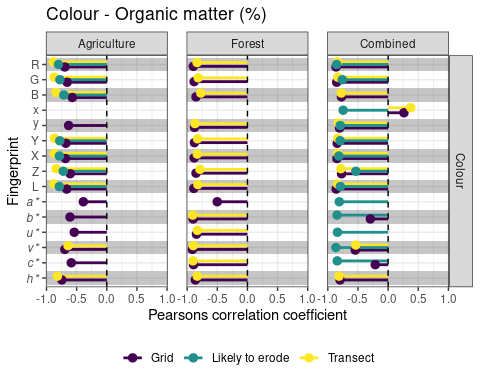 Colour - Organic matter (%)
Agriculture Forest Combined
R
G
B
x
y
Y
X
Z
L
a*
b*
u*
v*
c*
h*
Fingerprint
Colour
-1.0 -0.5 0.0 0.5 1.0 -1.0 -0.5 0.0 0.5 1.0 -1.0 -0.5 0.0 0.5 1.0
Pearsons correlation coefficient
Grid Likely to erode Transect